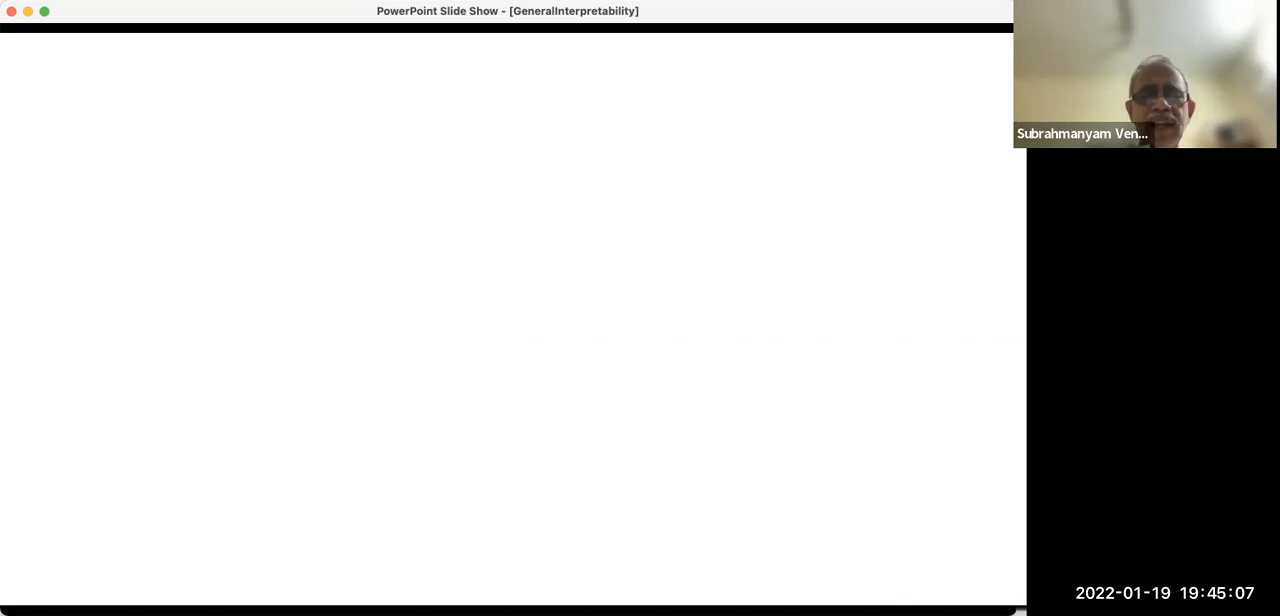 PowerPoint Slide Show - [GeneralInterpretability]
Subrahmanyam Ven...
2022-01-19 19:45:07